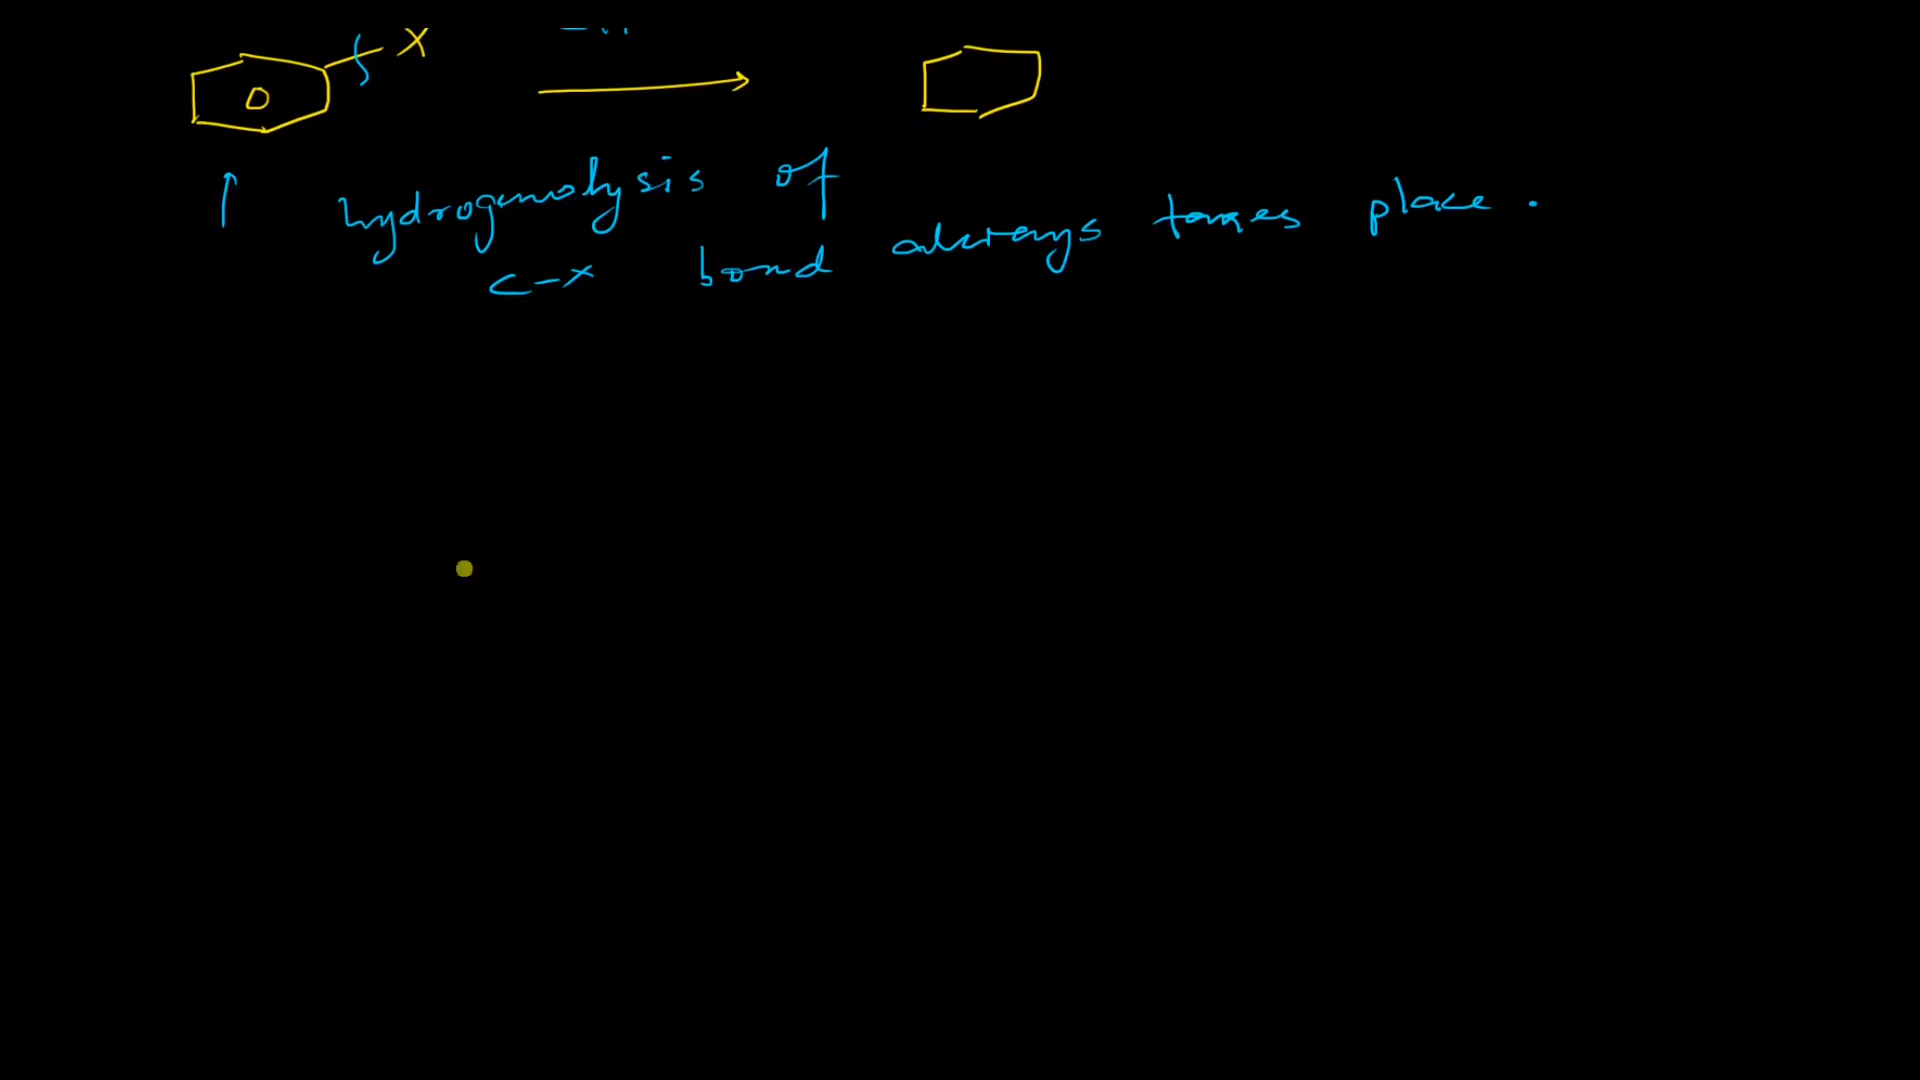 X
hydrogenolysis of
C-X bond always takes place.